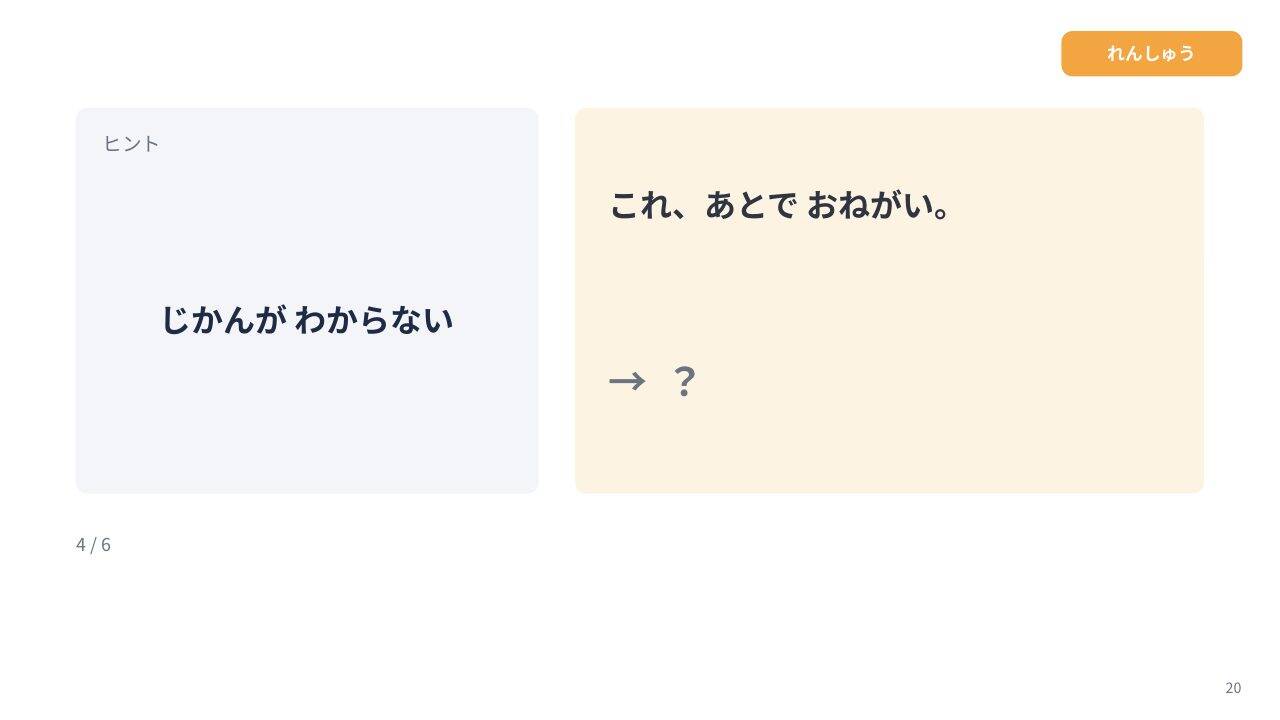 れんしゅう
ヒント
じかんが わからない
これ、あとで おねがい。
→ ？
4 / 6
20